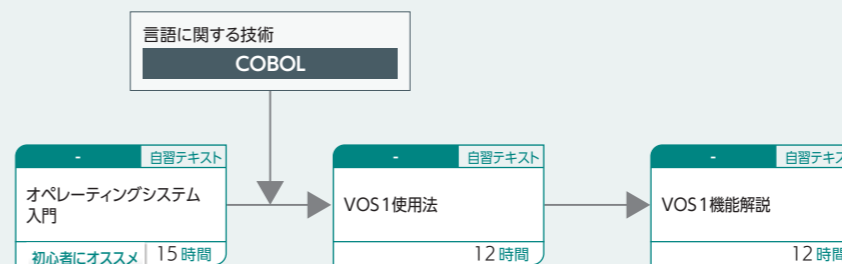 言語に関する技術
COBOL
- 自習テキスト
オペレーティングシステム
入門
初心者にオススメ 15時間
- 自習テキスト
VOS1使用法
12時間
- 自習テキス
VOS1機能解説
12時間